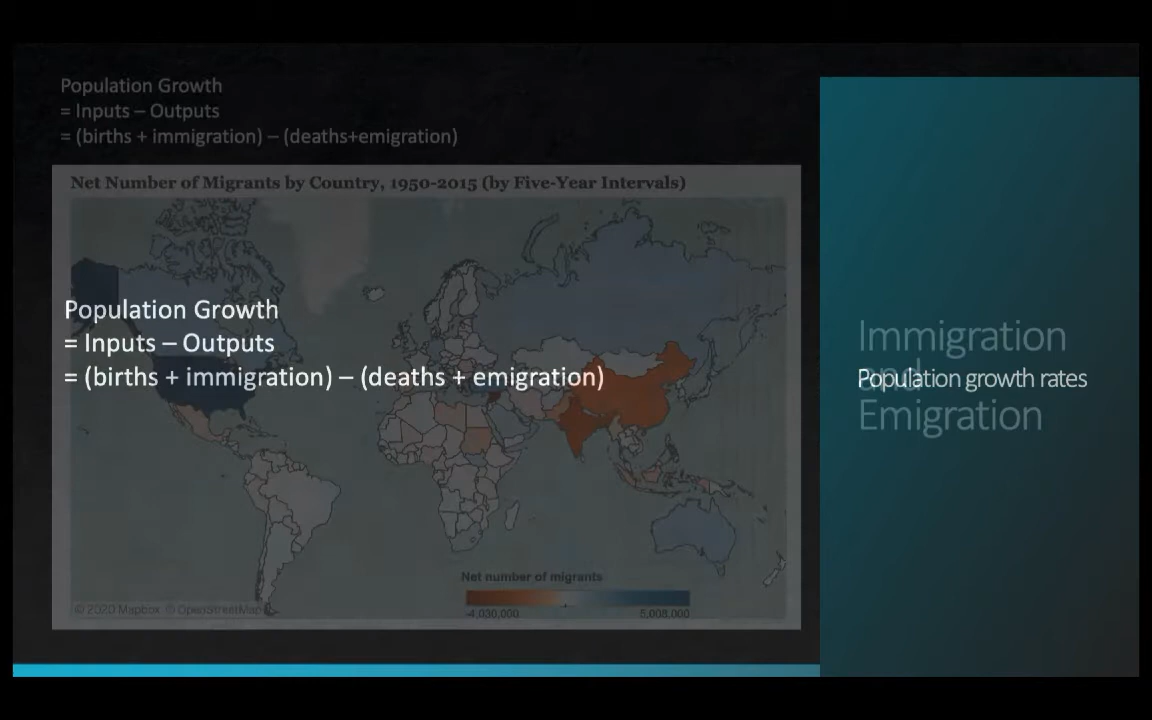 Population Growth
= Inputs – Outputs
= (births + immigration) – (deaths+emigration)
Net Number of Migrants by Country, 1950-2015 (by Five-Year Intervals)
Population Growth
= Inputs – Outputs
= (births + immigration) – (deaths + emigration)
Net number of migrants
-4,030,000 5,008,000
© 2020 Mapbox © OpenStreetMap
Immigration
and
Emigration
Population growth rates